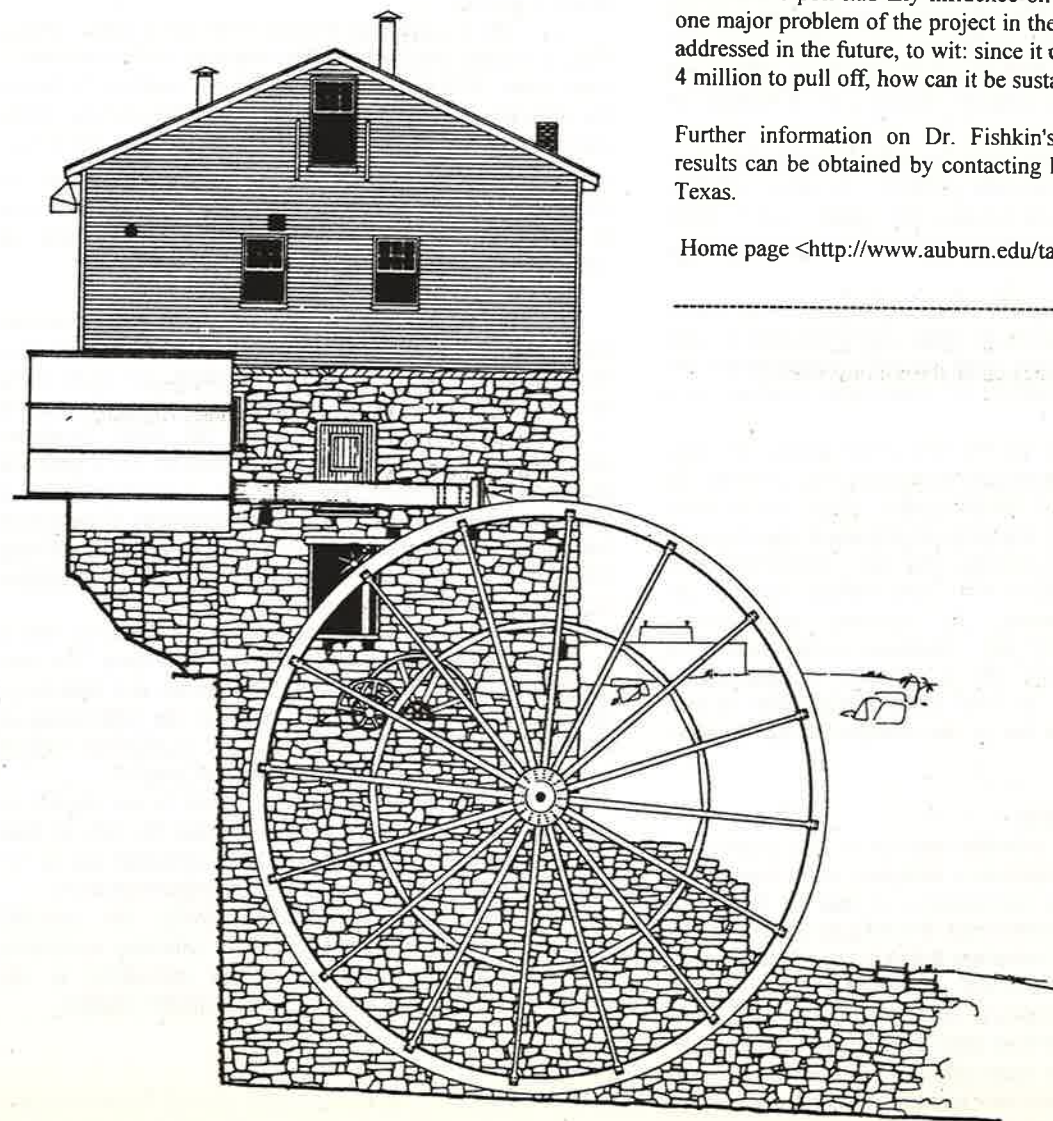 one major problem of the project in the
addressed in the future, to wit: since it
4 million to pull off, how can it be
Further information on Dr. Fishkin's
results can be obtained by contacting
Texas.
Home page <http://www.auburn.edu/ta